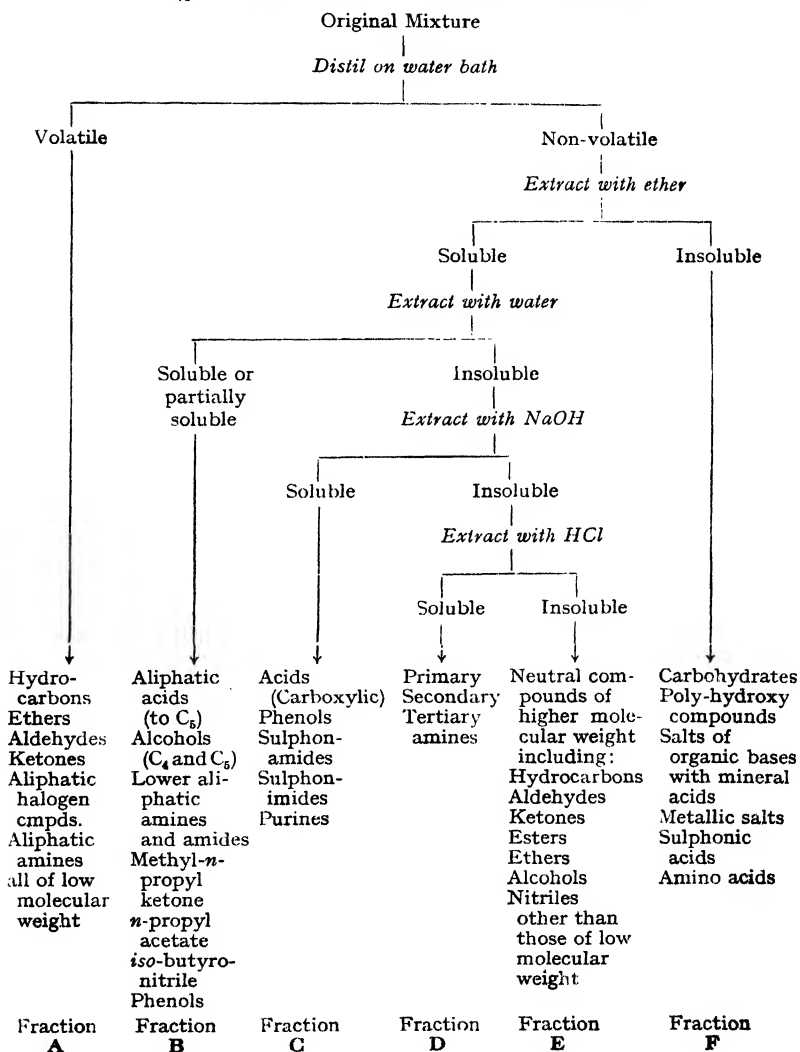 Original Mixture
Distil on water bath
Volatile
Non-volatile
Extract with ether
Soluble
Insoluble
Extract with water
Soluble or
partially
soluble
Insoluble
Extract with NaOH
Soluble
Insoluble
Extract with HCl
Soluble
Insoluble
Hydro-
carbons
Ethers
Aldehydes
Ketones
Aliphatic
halogen
cmpds.
Aliphatic
amines
all of low
molecular
weight
Aliphatic
acids
(to C₅)
Alcohols
(C₄ and C₅)
Lower ali-
phatic
amines
and amides
Methyl-n-
propyl
ketone
n-propyl
acetate
iso-butyro-
nitrile
Phenols
Acids
(Carboxylic)
Phenols
Sulphon-
amides
Sulphon-
imides
Purines
Primary
Secondary
Tertiary
amines
Neutral com-
pounds of
higher mole-
cular weight
including:
Hydrocarbons
Aldehydes
Ketones
Esters
Ethers
Alcohols
Nitriles
other than
those of low
molecular
weight
Carbohydrates
Poly-hydroxy
compounds
Salts of
organic bases
with mineral
acids
Metallic salts
Sulphonic
acids
Amino acids
Fraction
A
Fraction
B
Fraction
C
Fraction
D
Fraction
E
Fraction
F